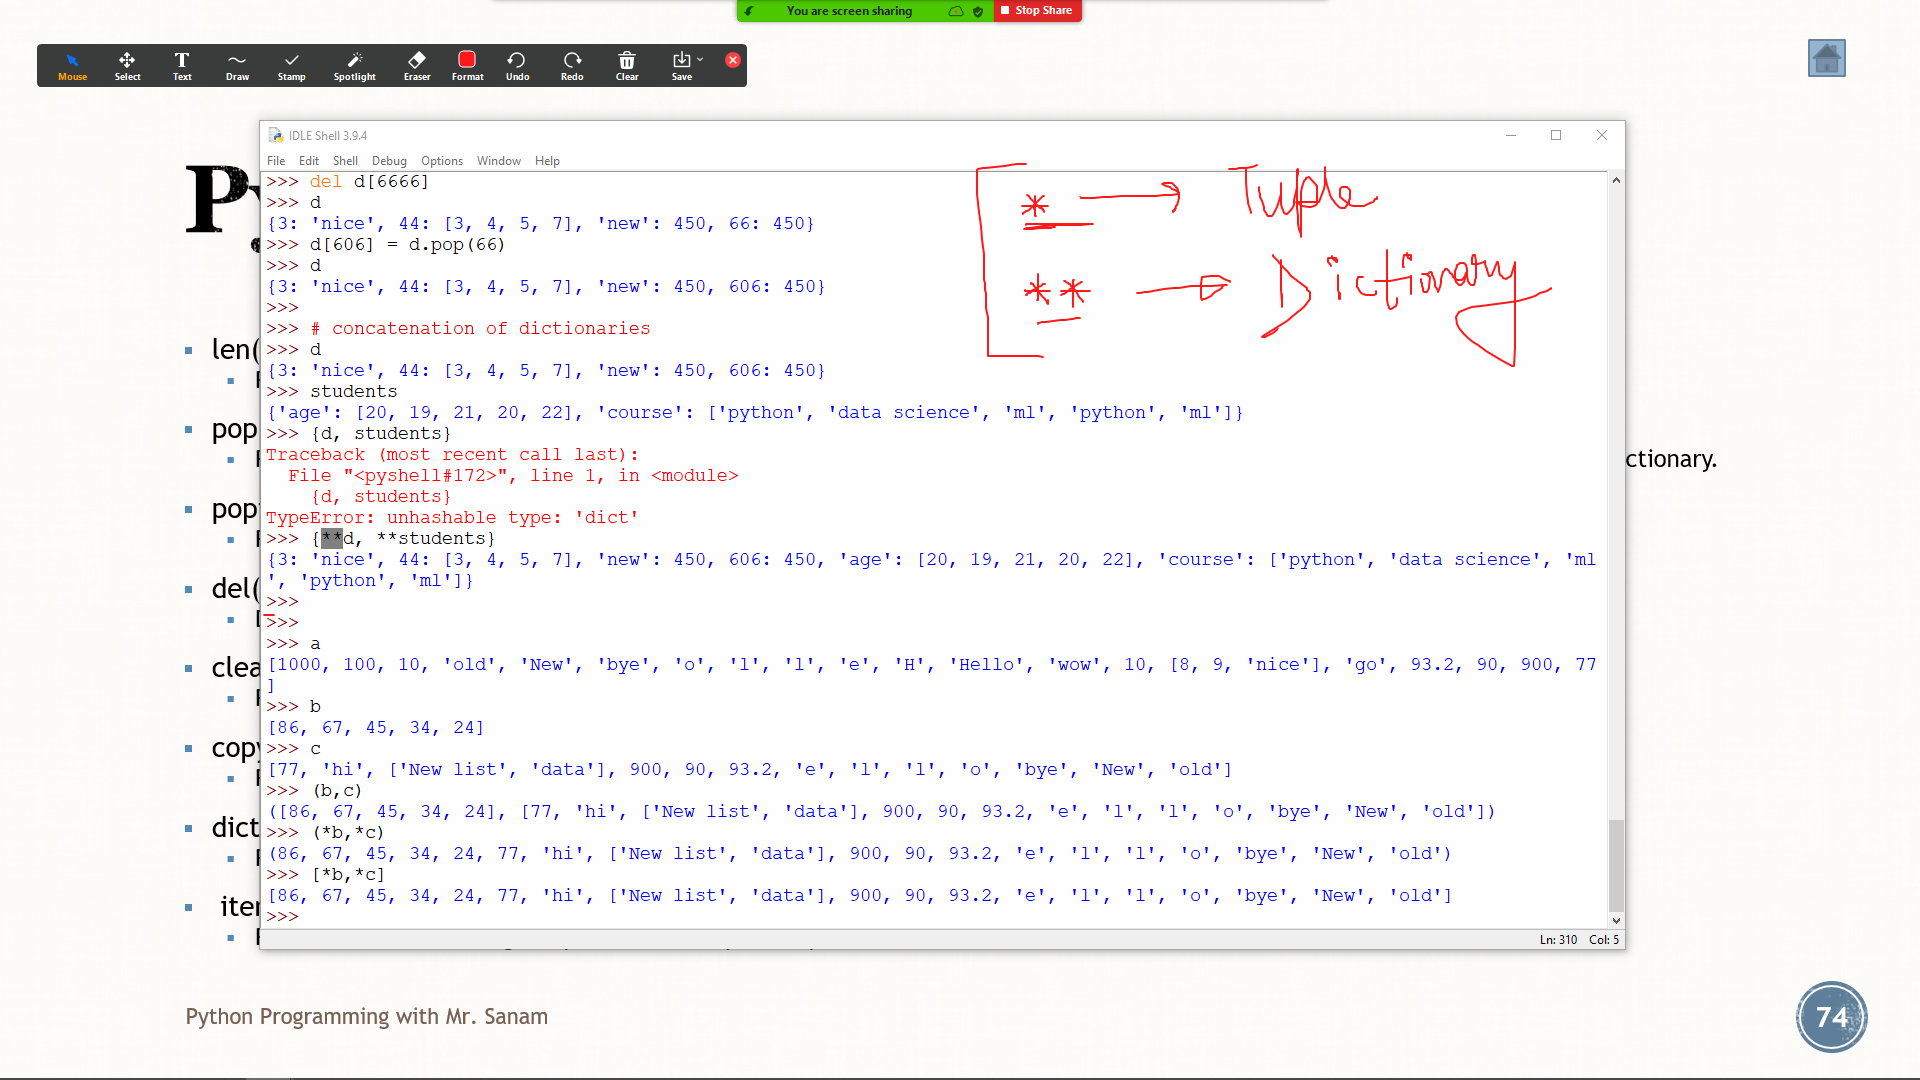 You are screen sharing
Stop Share
Mouse
Select
Text
Draw
Stamp
Spotlight
Eraser
Format
Undo
Redo
Clear
Save
Py
len(
pop
pop
del(
clea
copy
dict
iter
ctionary.
IDLE Shell 3.9.4
File Edit Shell Debug Options Window Help
>>> del d[6666]
>>> d
{3: 'nice', 44: [3, 4, 5, 7], 'new': 450, 66: 450}
>>> d[606] = d.pop(66)
>>> d
{3: 'nice', 44: [3, 4, 5, 7], 'new': 450, 606: 450}
>>>
>>> # concatenation of dictionaries
>>> d
{3: 'nice', 44: [3, 4, 5, 7], 'new': 450, 606: 450}
>>> students
{'age': [20, 19, 21, 20, 22], 'course': ['python', 'data science', 'ml', 'python', 'ml']}
>>> {d, students}
Traceback (most recent call last):
File "<pyshell#172>", line 1, in <module>
{d, students}
TypeError: unhashable type: 'dict'
>>> {**d, **students}
{3: 'nice', 44: [3, 4, 5, 7], 'new': 450, 606: 450, 'age': [20, 19, 21, 20, 22], 'course': ['python', 'data science', 'ml
', 'python', 'ml']}
>>>
>>>
>>> a
[1000, 100, 10, 'old', 'New', 'bye', 'o', 'l', 'l', 'e', 'H', 'Hello', 'wow', 10, [8, 9, 'nice'], 'go', 93.2, 90, 900, 77
]
>>> b
[86, 67, 45, 34, 24]
>>> c
[77, 'hi', ['New list', 'data'], 900, 90, 93.2, 'e', 'l', 'l', 'o', 'bye', 'New', 'old']
>>> (b,c)
([86, 67, 45, 34, 24], [77, 'hi', ['New list', 'data'], 900, 90, 93.2, 'e', 'l', 'l', 'o', 'bye', 'New', 'old'])
>>> (*b,*c)
(86, 67, 45, 34, 24, 77, 'hi', ['New list', 'data'], 900, 90, 93.2, 'e', 'l', 'l', 'o', 'bye', 'New', 'old')
>>> [*b,*c]
[86, 67, 45, 34, 24, 77, 'hi', ['New list', 'data'], 900, 90, 93.2, 'e', 'l', 'l', 'o', 'bye', 'New', 'old']
>>>
* → Tuple
** → Dictionary
Ln: 310 Col: 5
Python Programming with Mr. Sanam
74